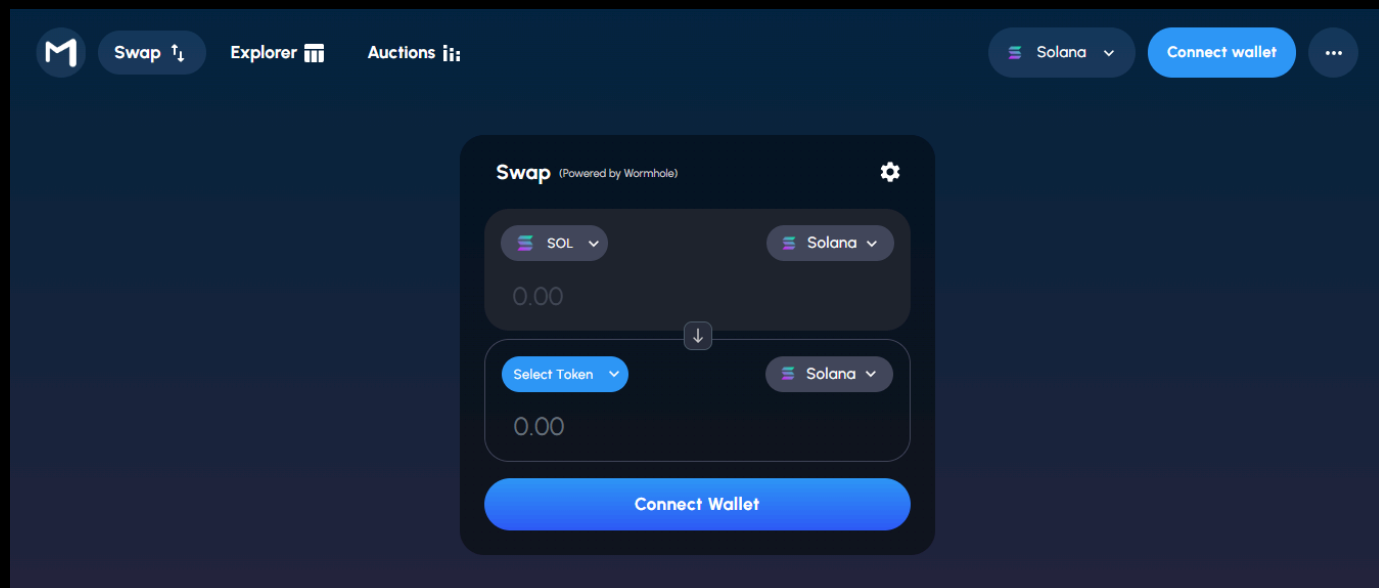 Swap
Explorer
Auctions
Solana
Connect wallet
Swap (Powered by Wormhole)
SOL
Solana
0.00
Select Token
Solana
0.00
Connect Wallet